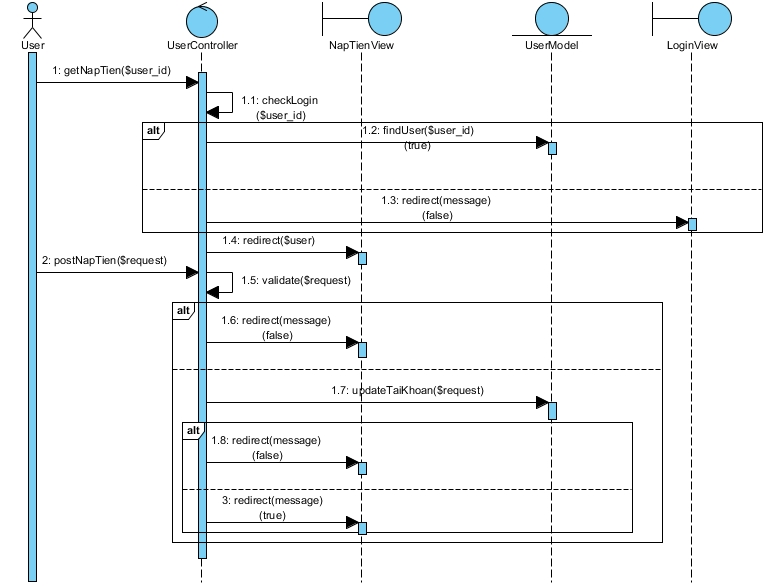 User
UserController
NapTienView
UserModel
LoginView
1: getNapTien($user_id)
1.1: checkLogin
($user_id)
alt
1.2: findUser($user_id)
(true)
1.3: redirect(message)
(false)
1.4: redirect($user)
2: postNapTien($request)
1.5: validate($request)
alt
1.6: redirect(message)
(false)
1.7: updateTaiKhoan($request)
alt
1.8: redirect(message)
(false)
3: redirect(message)
(true)